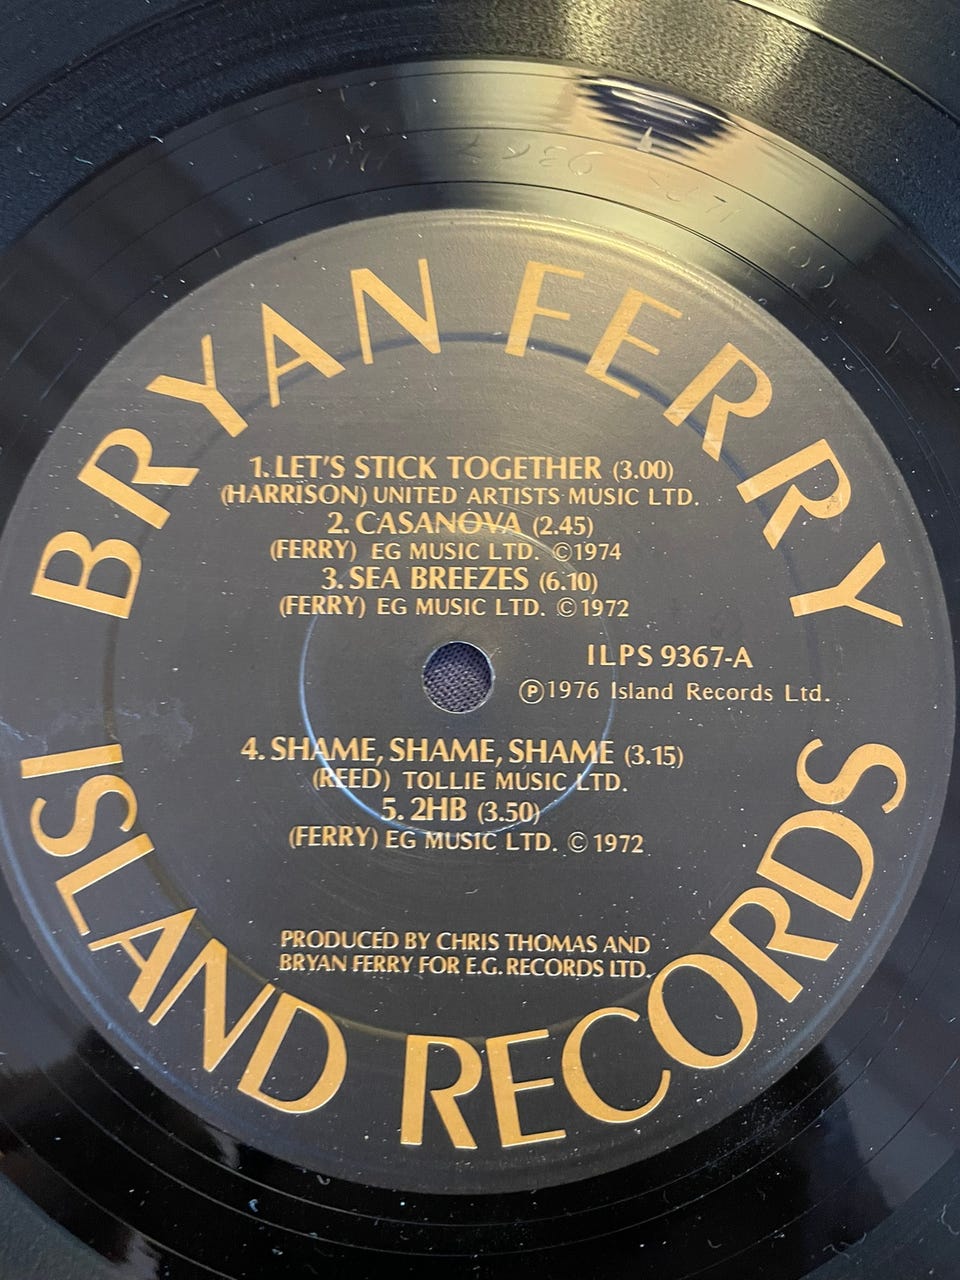 BRYAN FERRY
1. LET'S STICK TOGETHER (3.00)
(HARRISON) UNITED ARTISTS MUSIC LTD.
2. CASANOVA (2.45)
(FERRY) EG MUSIC LTD. ©1974
3. SEA BREEZES (6.10)
(FERRY) EG MUSIC LTD. ©1972
ILPS 9367-A
℗1976 Island Records Ltd.
4. SHAME, SHAME, SHAME (3.15)
(REED) TOLLIE MUSIC LTD.
5. 2HB (3.50)
(FERRY) EG MUSIC LTD. ©1972
PRODUCED BY CHRIS THOMAS AND
BRYAN FERRY FOR E.G. RECORDS LTD.
ISLAND RECORDS